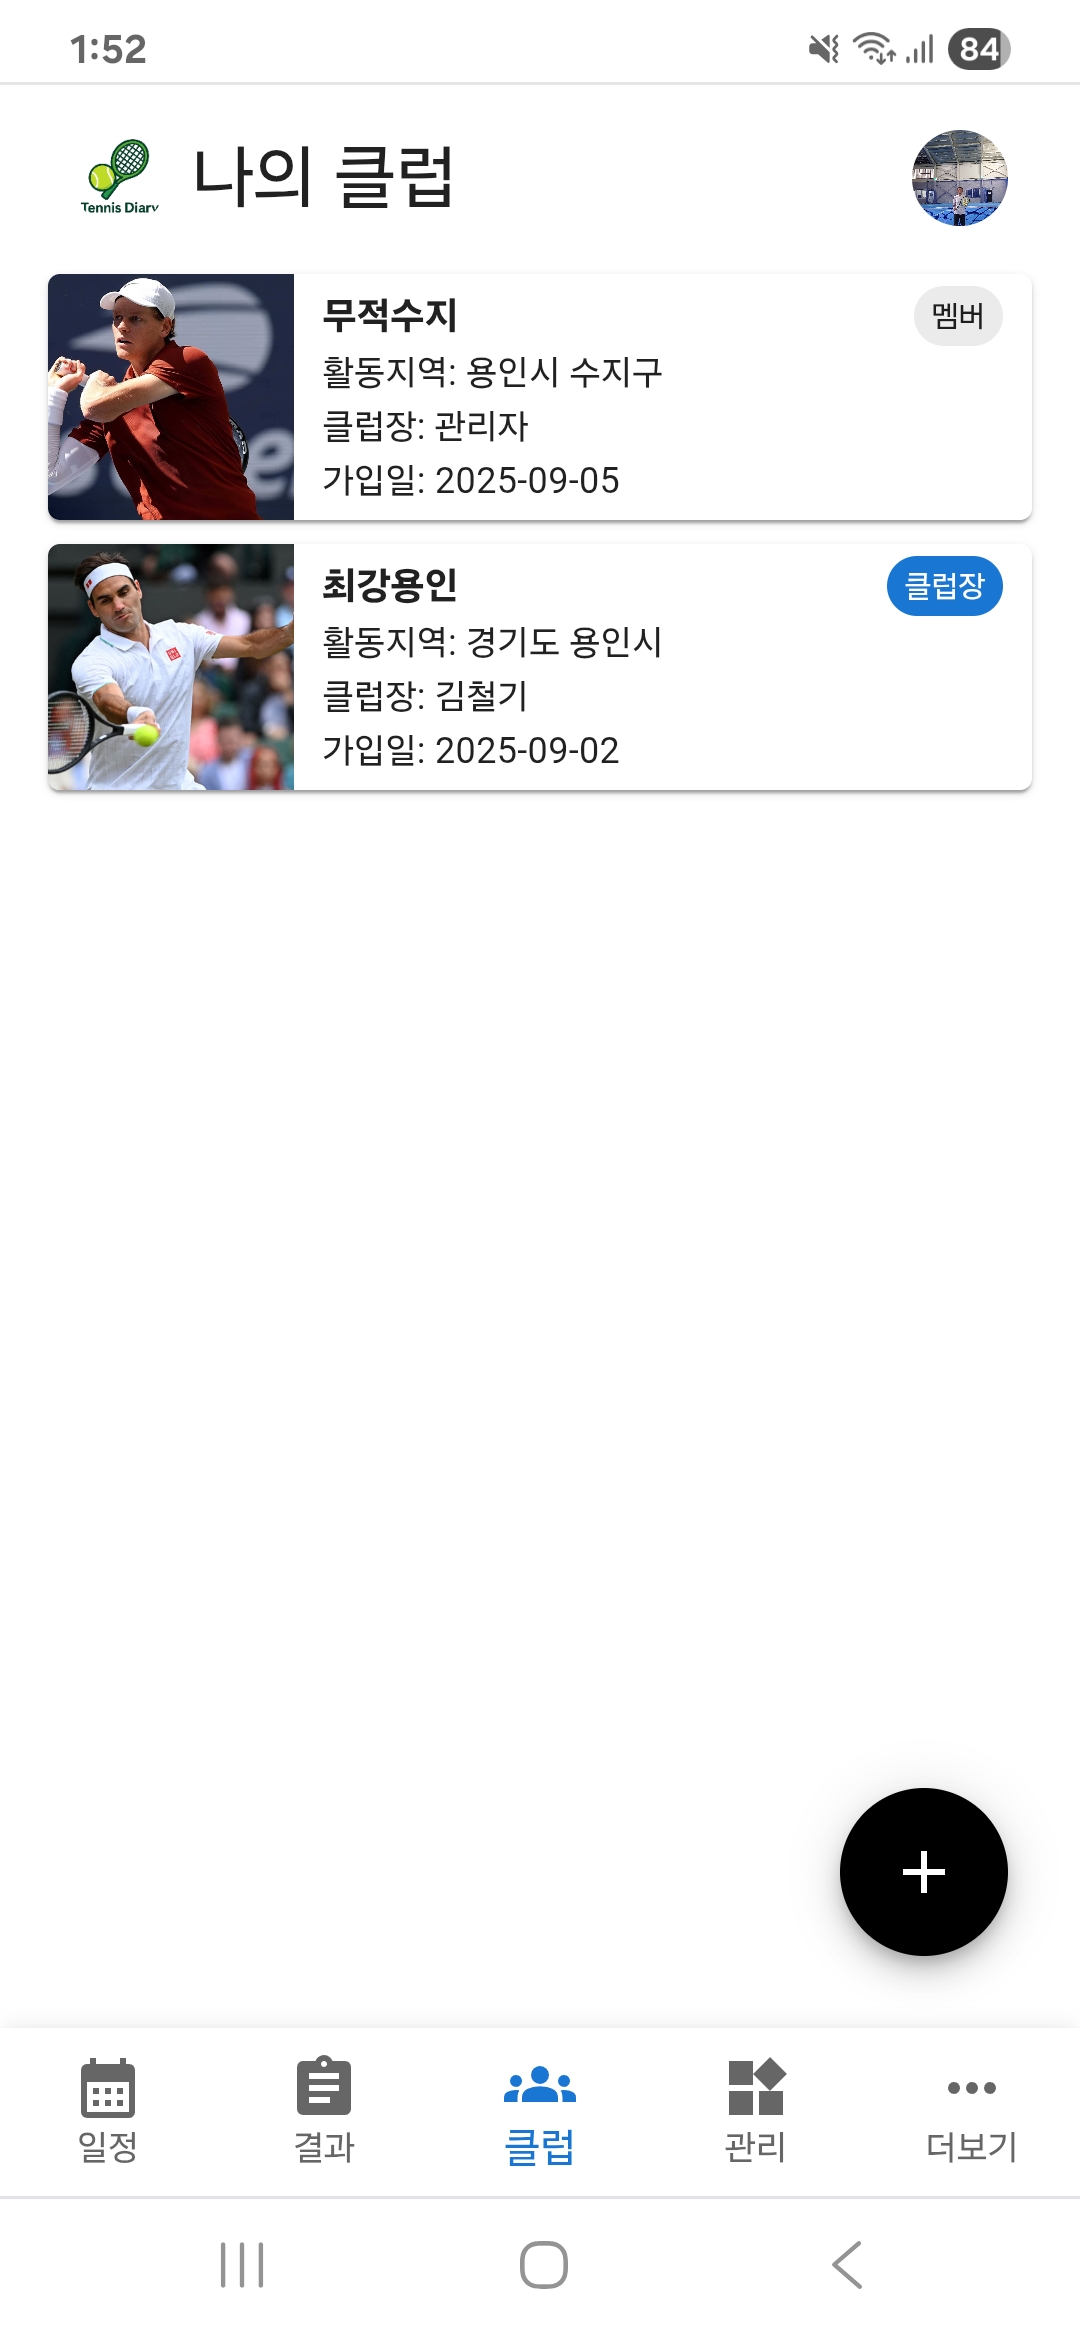 1:52
84
Tennis Diary
나의 클럽
무적수지
멤버
활동지역: 용인시 수지구
클럽장: 관리자
가입일: 2025-09-05
최강용인
클럽장
활동지역: 경기도 용인시
클럽장: 김철기
가입일: 2025-09-02
일정
결과
클럽
관리
더보기